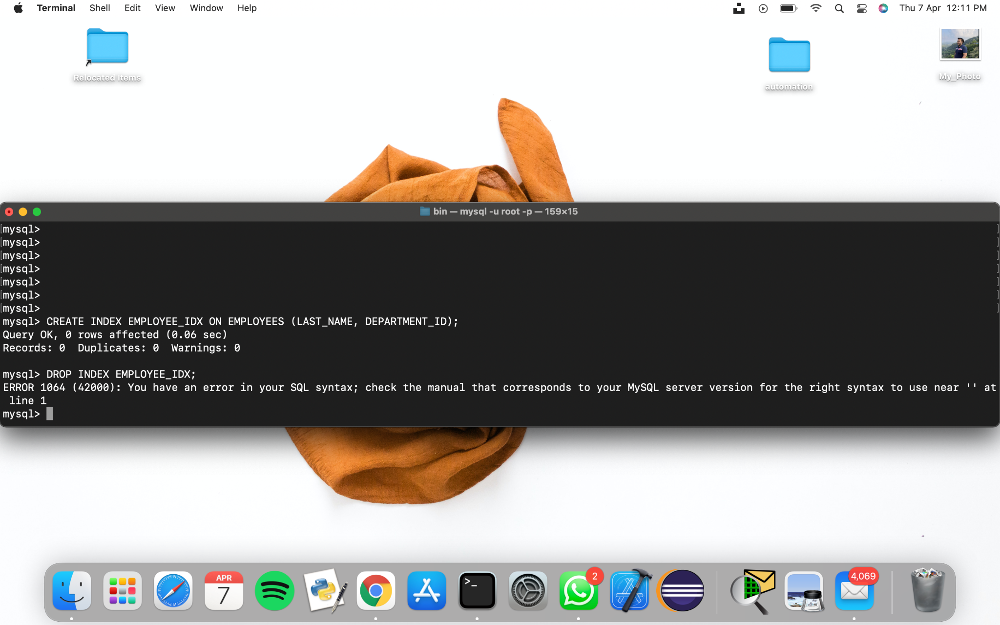 Terminal Shell Edit View Window Help Thu 7 Apr 12:11 PM
Relocated Items
automation
My_Photo
bin — mysql -u root -p — 159×15
[mysql> ]
[mysql> ]
[mysql> ]
[mysql> ]
[mysql> ]
[mysql> ]
[mysql> ]
mysql> CREATE INDEX EMPLOYEE_IDX ON EMPLOYEES (LAST_NAME, DEPARTMENT_ID);
Query OK, 0 rows affected (0.06 sec)
Records: 0  Duplicates: 0  Warnings: 0
mysql> DROP INDEX EMPLOYEE_IDX;
ERROR 1064 (42000): You have an error in your SQL syntax; check the manual that corresponds to your MySQL server version for the right syntax to use near '' at
line 1
mysql>
APR
7
>_
2
4,069